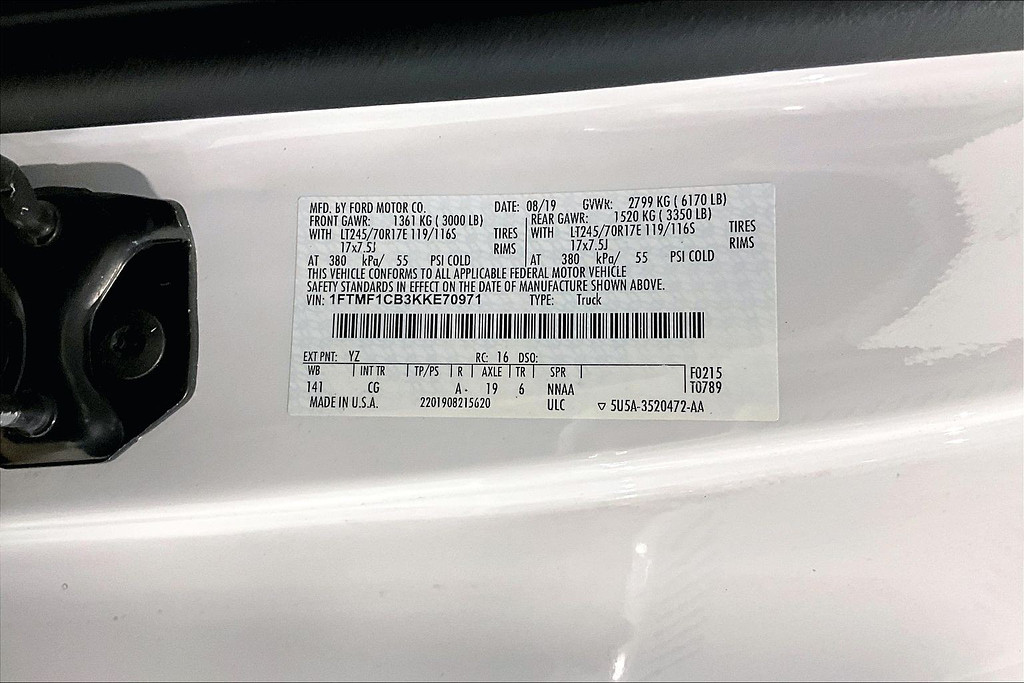 MFD. BY FORD MOTOR CO. DATE: 08/19 GVWR: 2799 KG ( 6170 LB)
FRONT GAWR: 1361 KG ( 3000 LB) REAR GAWR: 1520 KG ( 3350 LB)
WITH LT245/70R17E 119/116S TIRES WITH LT245/70R17E 119/116S TIRES
17x7.5J RIMS 17x7.5J RIMS
AT 380 kPa/ 55 PSI COLD AT 380 kPa/ 55 PSI COLD
THIS VEHICLE CONFORMS TO ALL APPLICABLE FEDERAL MOTOR VEHICLE
SAFETY STANDARDS IN EFFECT ON THE DATE OF MANUFACTURE SHOWN ABOVE.
VIN: 1FTMF1CB3KKE70971 TYPE: Truck
EXT PNT: YZ RC: 16 DSO:
WB INT TR TP/PS R AXLE TR SPR F0215
141 CG A- 19 6 NNAA T0789
MADE IN U.S.A. 2201908215620 ULC ▽ 5U5A-3520472-AA